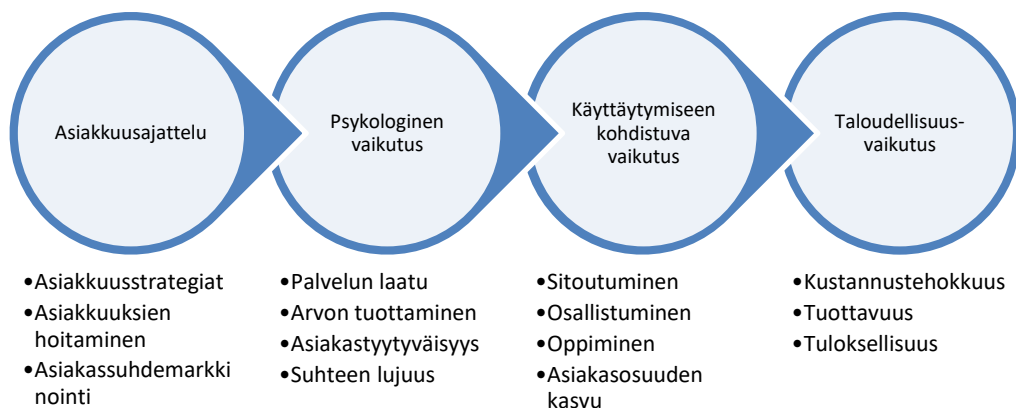 Asiakkuusajattelu
Psykologinen
vaikutus
Käyttäytymiseen
kohdistuva
vaikutus
Taloudellisuus-
vaikutus
•Asiakkuusstrategiat
•Asiakkuuksien
hoitaminen
•Asiakassuhdemarkki
nointi
•Palvelun laatu
•Arvon tuottaminen
•Asiakastyytyväisyys
•Suhteen lujuus
•Sitoutuminen
•Osallistuminen
•Oppiminen
•Asiakasosuuden
kasvu
•Kustannustehokkuus
•Tuottavuus
•Tuloksellisuus